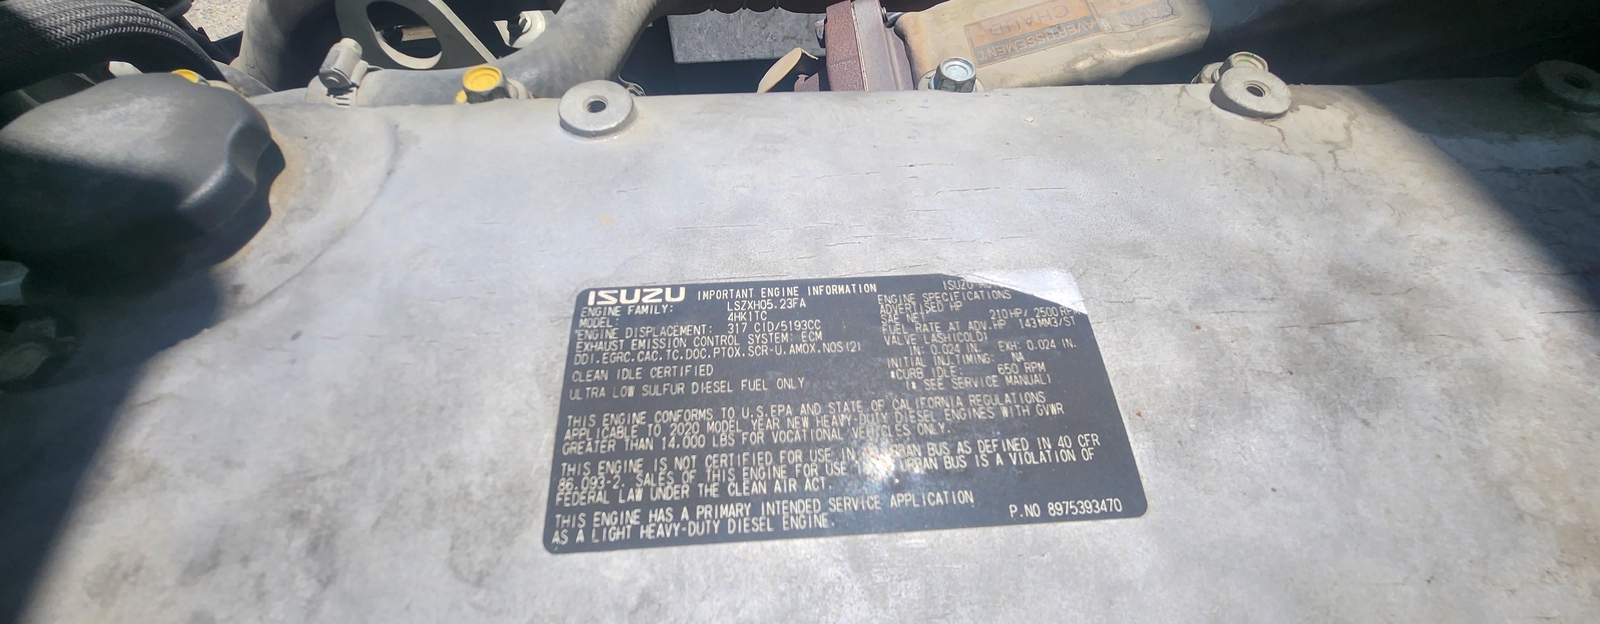 CHAUD
AVERTISSEMENT
ISUZU IMPORTANT ENGINE INFORMATION
ENGINE FAMILY: LSZXH05.23FA
MODEL: 4HK1TC
ENGINE DISPLACEMENT: 317 CID/5193CC
EXHAUST EMISSION CONTROL SYSTEM: ECM
DDI.EGRC.CAC.TC.DOC.PTOX.SCR-U.AMOX.NOS(2)
CLEAN IDLE CERTIFIED
ULTRA LOW SULFUR DIESEL FUEL ONLY
ISUZU
ENGINE SPECIFICATIONS
ADVERTISED HP
SAE NET 210HP/ 2500 RPM
FUEL RATE AT ADV.HP 143MM3/ST
VALVE LASH(COLD)
IN: 0.024 IN. EXH: 0.024 IN.
INITIAL INJ.TIMING: NA
*CURB IDLE: 650 RPM
(* SEE SERVICE MANUAL)
THIS ENGINE CONFORMS TO U.S.EPA AND STATE OF CALIFORNIA REGULATIONS
APPLICABLE TO 2020 MODEL YEAR NEW HEAVY-DUTY DIESEL ENGINES WITH GVWR
GREATER THAN 14.000 LBS FOR VOCATIONAL VEHICLES ONLY.
THIS ENGINE IS NOT CERTIFIED FOR USE IN URBAN BUS AS DEFINED IN 40 CFR
86.093-2. SALES OF THIS ENGINE FOR USE URBAN BUS IS A VIOLATION OF
FEDERAL LAW UNDER THE CLEAN AIR ACT.
THIS ENGINE HAS A PRIMARY INTENDED SERVICE APPLICATION
AS A LIGHT HEAVY-DUTY DIESEL ENGINE.
P.NO 8975393470